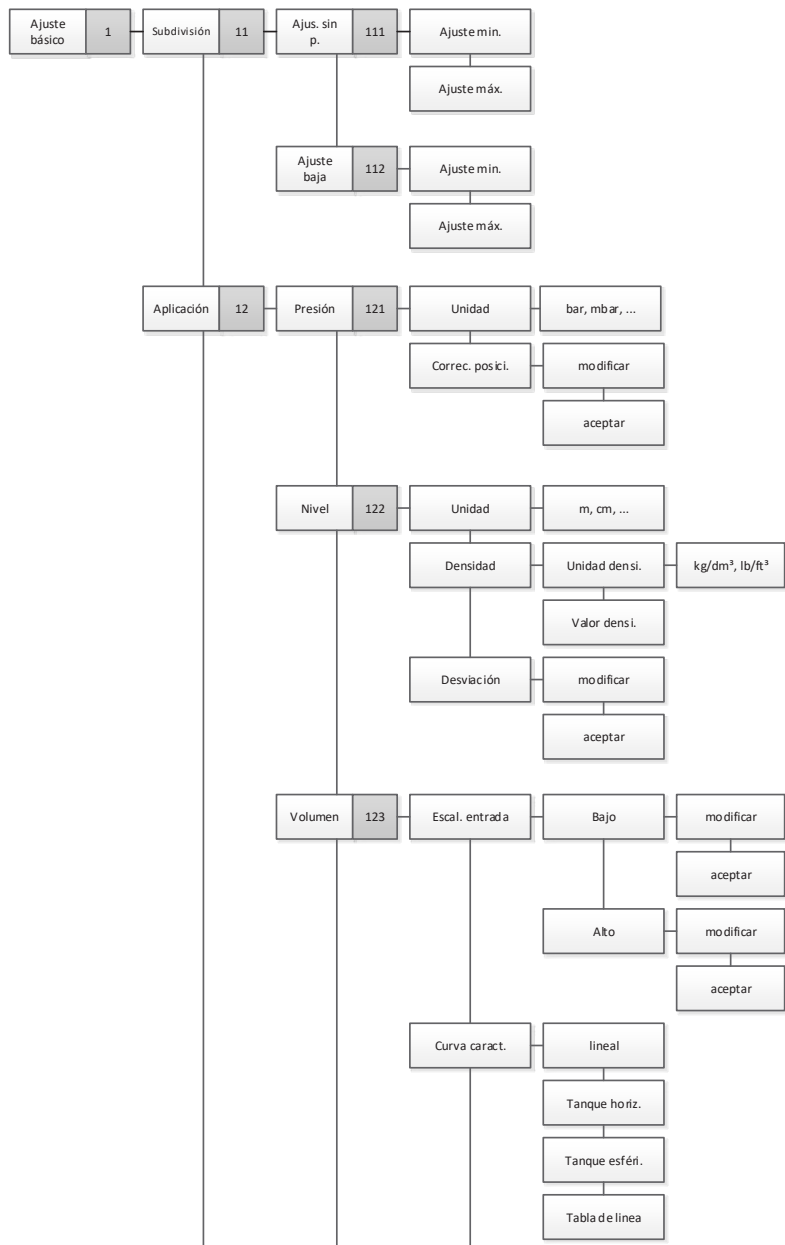 Ajuste
básico
1
Subdivisión
11
Ajus. sin
p.
111
Ajuste min.
Ajuste máx.
Ajuste
baja
112
Ajuste min.
Ajuste máx.
Aplicación
12
Presión
121
Unidad
bar, mbar, ...
Correc. posici.
modificar
aceptar
Nivel
122
Unidad
m, cm, ...
Densidad
Unidad densi.
kg/dm³, lb/ft³
Valor densi.
Desviación
modificar
aceptar
Volumen
123
Escal. entrada
Bajo
modificar
aceptar
Alto
modificar
aceptar
Curva caract.
lineal
Tanque horiz.
Tanque esféri.
Tabla de linea